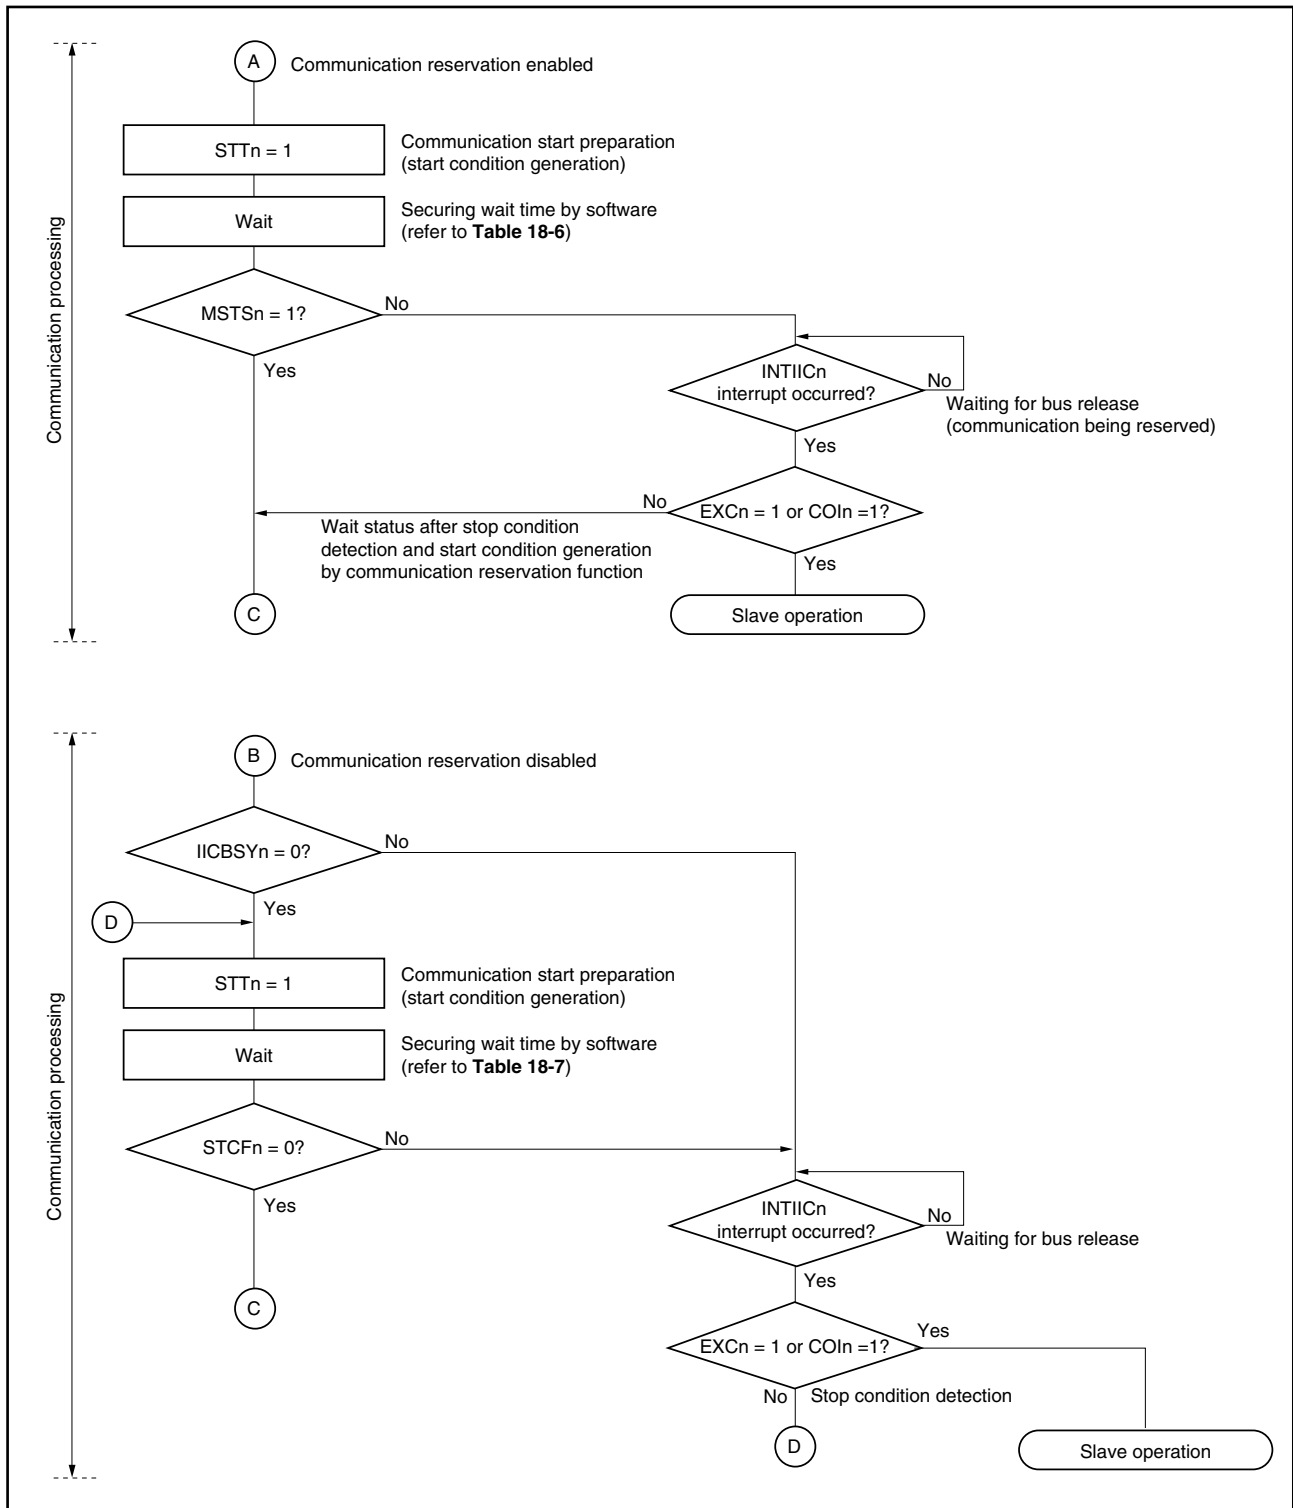 A
Communication reservation enabled
STTn = 1
Communication start preparation
(start condition generation)
Wait
Securing wait time by software
(refer to Table 18-6)
Communication processing
MSTSn = 1?
No
Yes
INTIICn
interrupt occurred?
No
Waiting for bus release
(communication being reserved)
Yes
EXCn = 1 or COIn =1?
No
Wait status after stop condition
detection and start condition generation
by communication reservation function
Yes
C
Slave operation
B
Communication reservation disabled
IICBSYn = 0?
No
Yes
D
STTn = 1
Communication start preparation
(start condition generation)
Wait
Securing wait time by software
(refer to Table 18-7)
Communication processing
STCFn = 0?
No
Yes
INTIICn
interrupt occurred?
No
Waiting for bus release
Yes
C
EXCn = 1 or COIn =1?
Yes
No
Stop condition detection
D
Slave operation